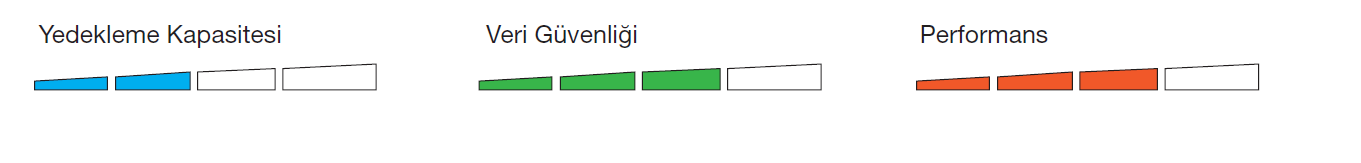 Yedekleme Kapasitesi
Veri Güvenliği
Performans